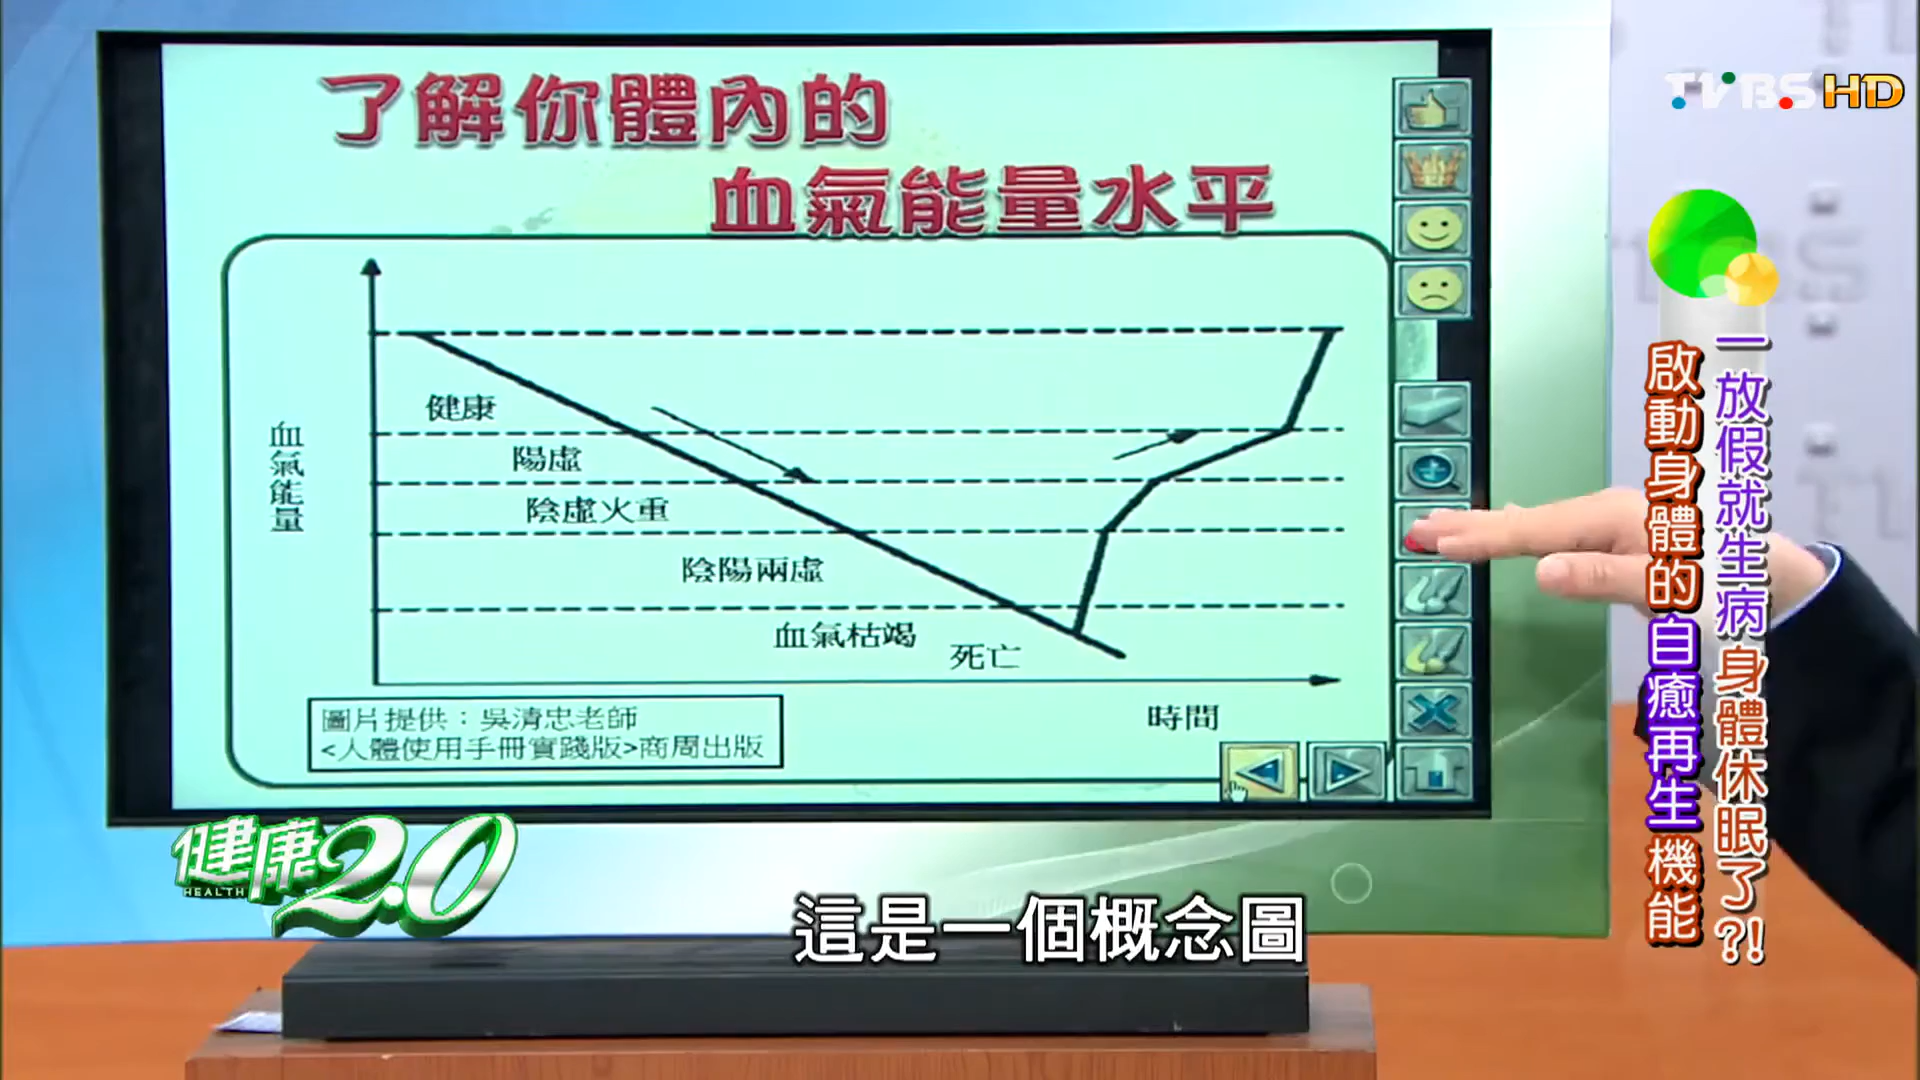 了解你體內的
血氣能量水平
血氣能量
健康
陽虛
陰虛火重
陰陽兩虛
血氣枯竭
死亡
時間
圖片提供：吳清忠老師
<人體使用手冊實踐版>商周出版
TVBS HD
一放假就生病 身體休眠了?!
啟動身體的自癒再生機能
健康2.0
HEALTH
這是一個概念圖